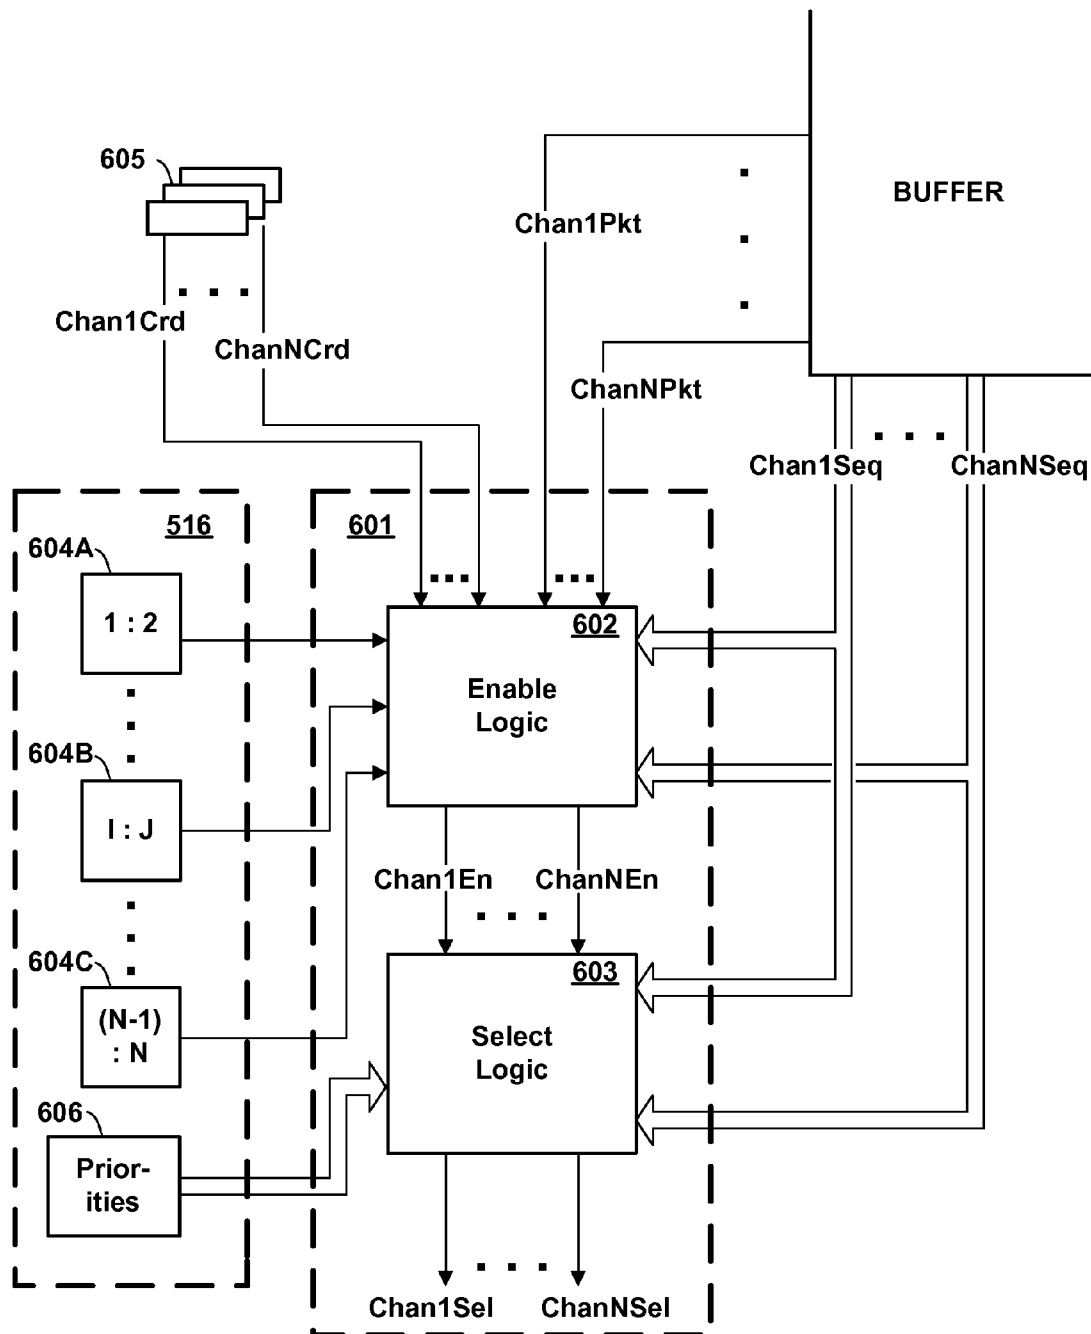 605
BUFFER
Chan1Pkt
Chan1Crd
ChanNCrd
ChanNPkt
Chan1Seq
ChanNSeq
516
601
604A
1 : 2
602
Enable
Logic
604B
I : J
Chan1En
ChanNEn
604C
(N-1)
: N
603
Select
Logic
606
Prior-
ities
Chan1Sel
ChanNSel